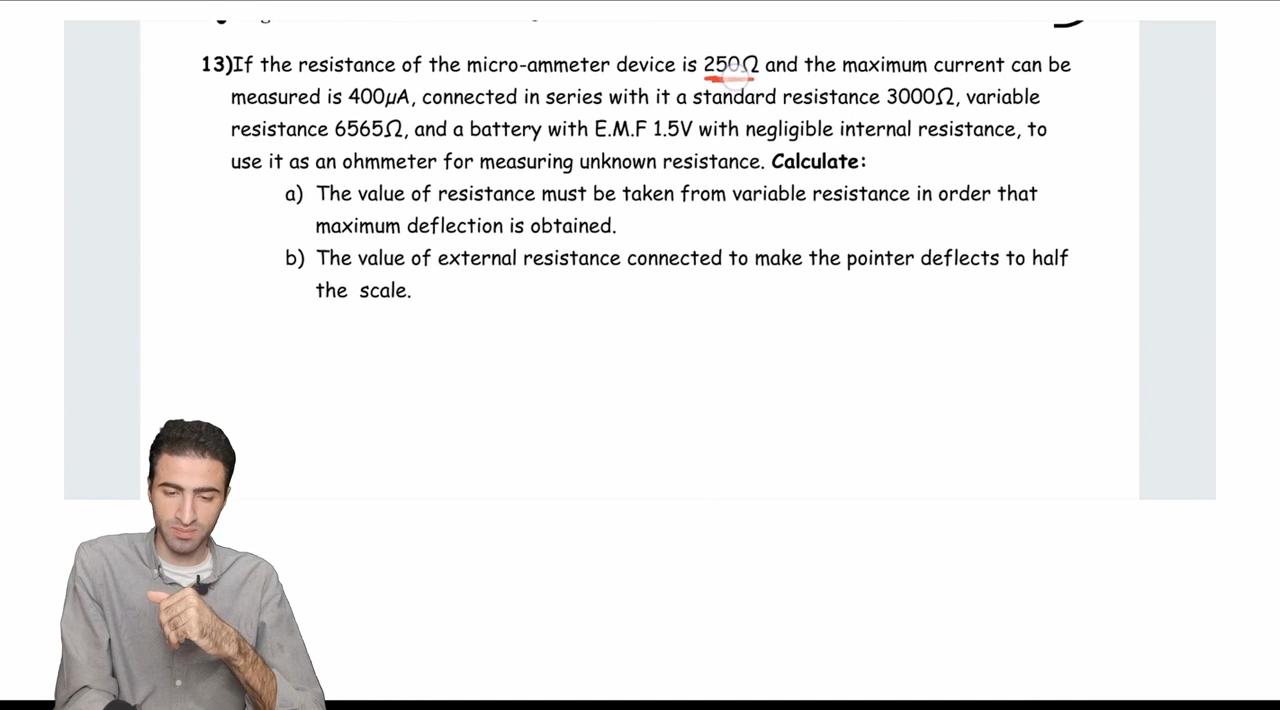 13)If the resistance of the micro-ammeter device is 250Ω and the maximum current can be
measured is 400μA, connected in series with it a standard resistance 3000Ω, variable
resistance 6565Ω, and a battery with E.M.F 1.5V with negligible internal resistance, to
use it as an ohmmeter for measuring unknown resistance. Calculate:
a) The value of resistance must be taken from variable resistance in order that
maximum deflection is obtained.
b) The value of external resistance connected to make the pointer deflects to half
the scale.